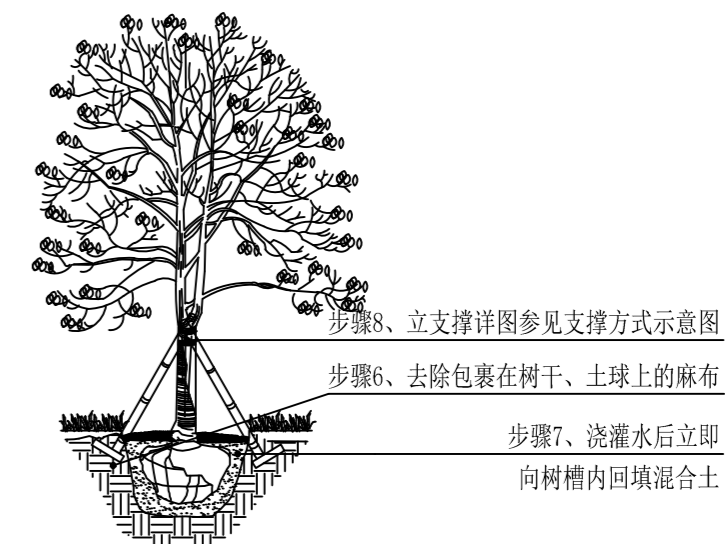 步骤8、立支撑详图参见支撑方式示意图
步骤6、去除包裹在树干、土球上的麻布
步骤7、浇灌水后立即
向树槽内回填混合土